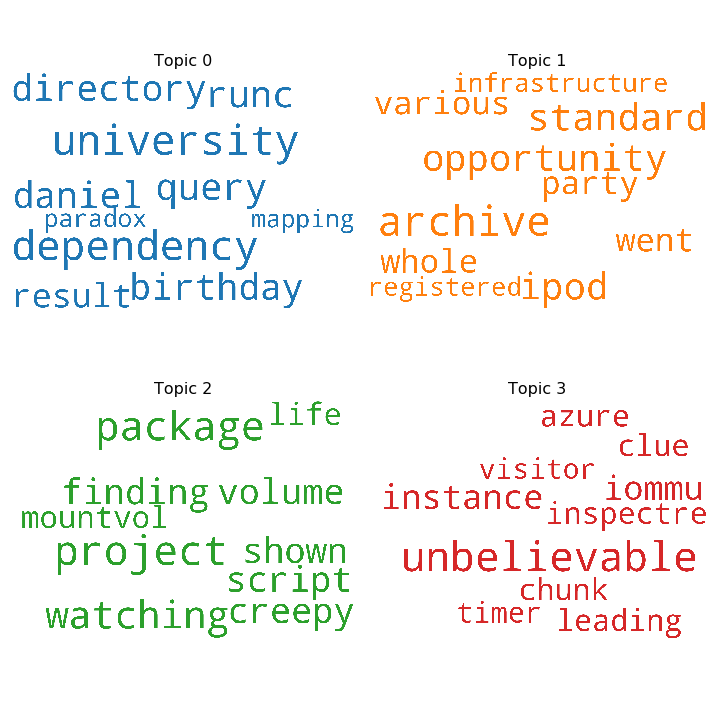 Topic 0
directory runc
university
daniel query
paradox mapping
dependency
result birthday
Topic 1
infrastructure
various standard
opportunity
party
archive
went
whole
registered ipod
Topic 2
package life
finding volume
mountvol
project shown
script
watching creepy
Topic 3
azure
clue
visitor
instance iommu
inspectre
unbelievable
chunk
timer leading